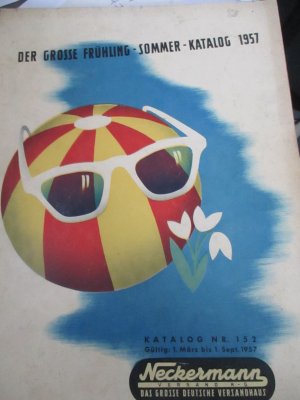 DER GROSSE FRÜHLING-SOMMER-KATALOG 1957
KATALOG NR. 152
Gültig: 1. März bis 1. Sept. 1957
Neckermann
VERSAND K-G
DAS GROSSE DEUTSCHE VERSANDHAUS